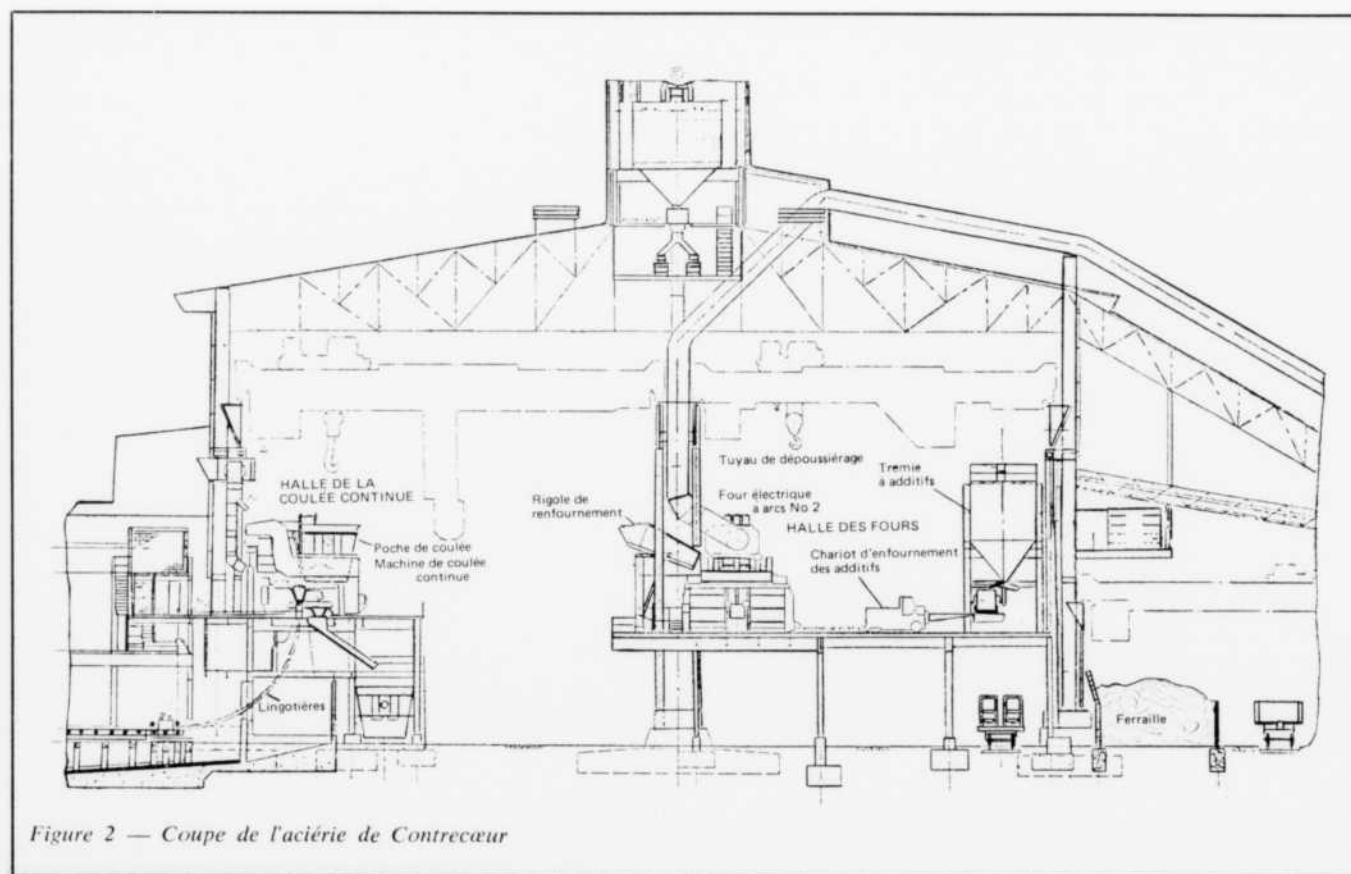 Tuyau de dépoussiérage
Tremie
à additifs
HALLE DE LA
COULÉE CONTINUE
Rigole de
renfournement
Four électrique
a arcs No 2
HALLE DES FOURS
Poche de coulée
Machine de coulée
continue
Chariot d'enfournement
des additifs
Lingotières
Ferraille
Figure 2 — Coupe de l'aciérie de Contrecœur